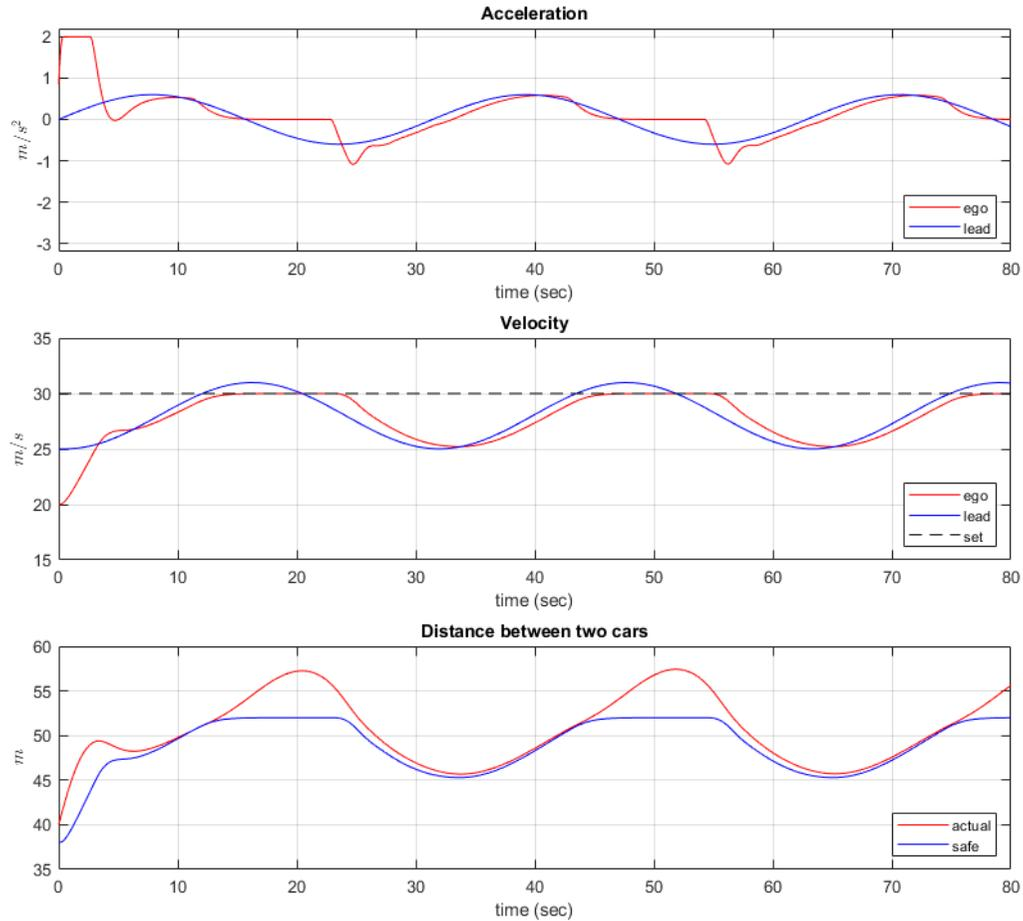 Acceleration
2
1
0
-1
-2
-3
m/s²
ego
lead
0 10 20 30 40 50 60 70 80
time (sec)
Velocity
35
30
25
20
15
m/s
ego
lead
set
0 10 20 30 40 50 60 70 80
time (sec)
Distance between two cars
60
55
50
45
40
35
m
actual
safe
0 10 20 30 40 50 60 70 80
time (sec)